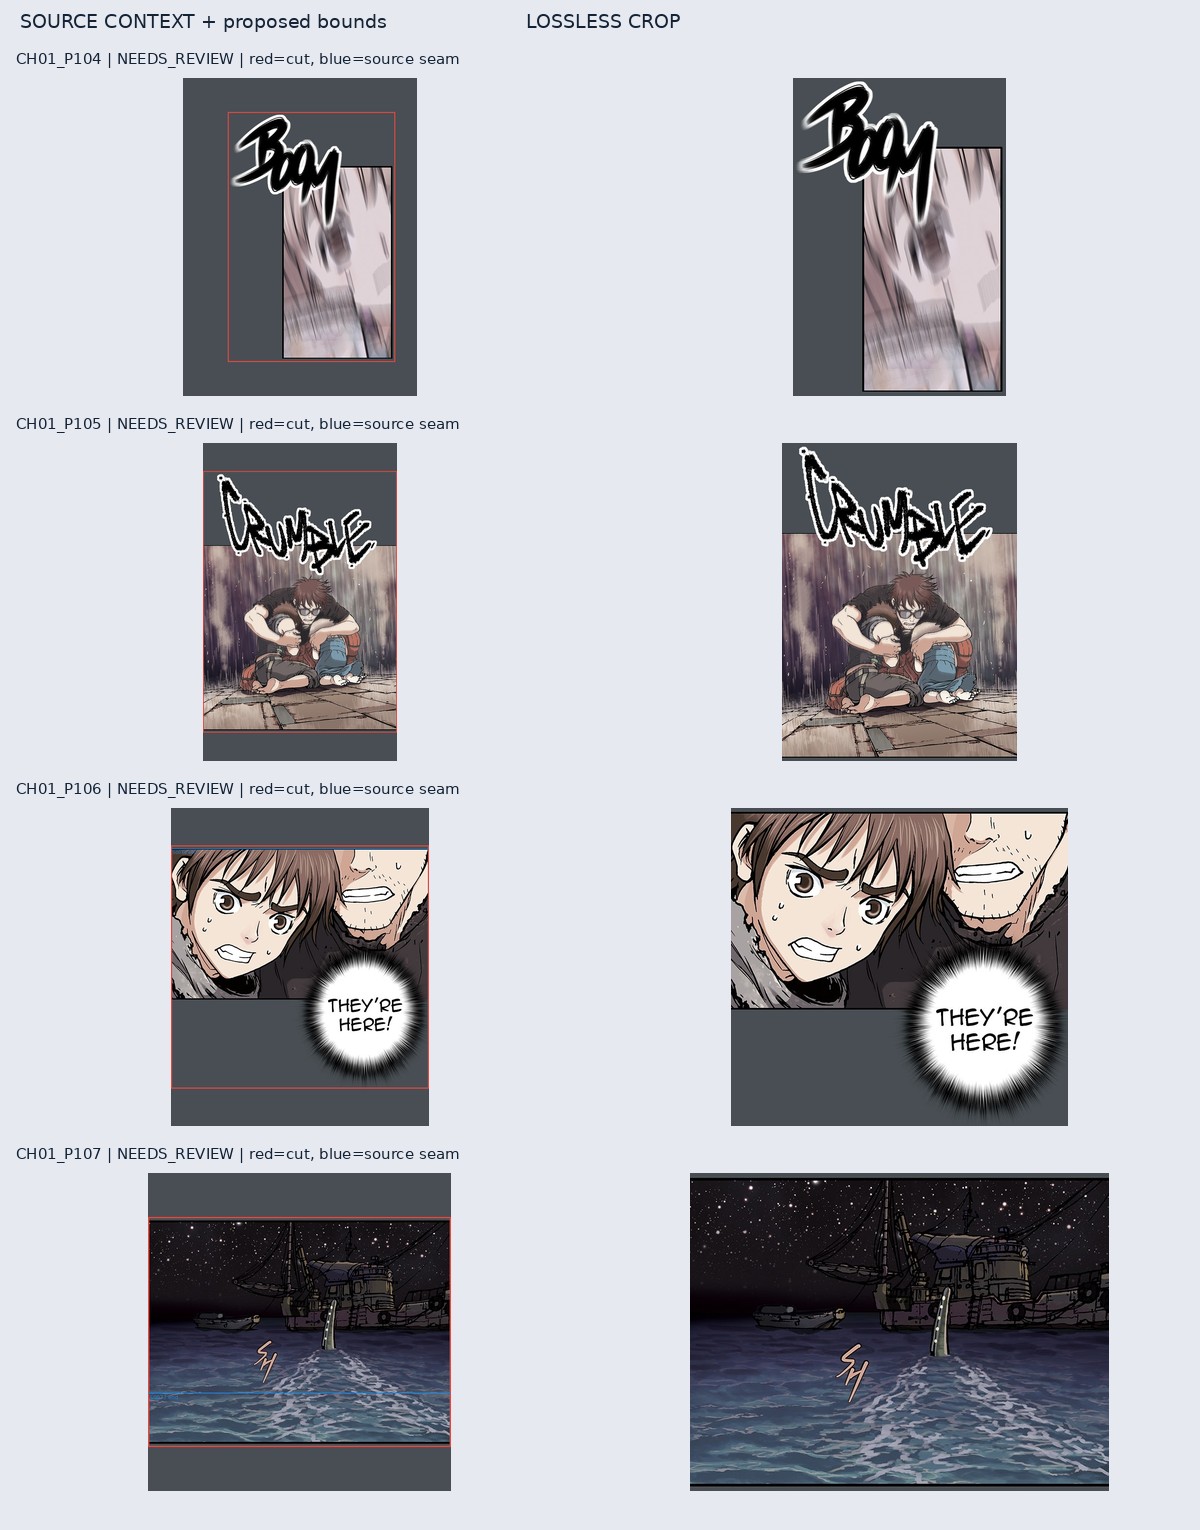 SOURCE CONTEXT + proposed bounds
LOSSLESS CROP
CH01_P104 | NEEDS_REVIEW | red=cut, blue=source seam
BOOM
BOOM
CH01_P105 | NEEDS_REVIEW | red=cut, blue=source seam
CRUMBLE
CRUMBLE
CH01_P106 | NEEDS_REVIEW | red=cut, blue=source seam
THEY'RE
HERE!
THEY'RE
HERE!
CH01_P107 | NEEDS_REVIEW | red=cut, blue=source seam